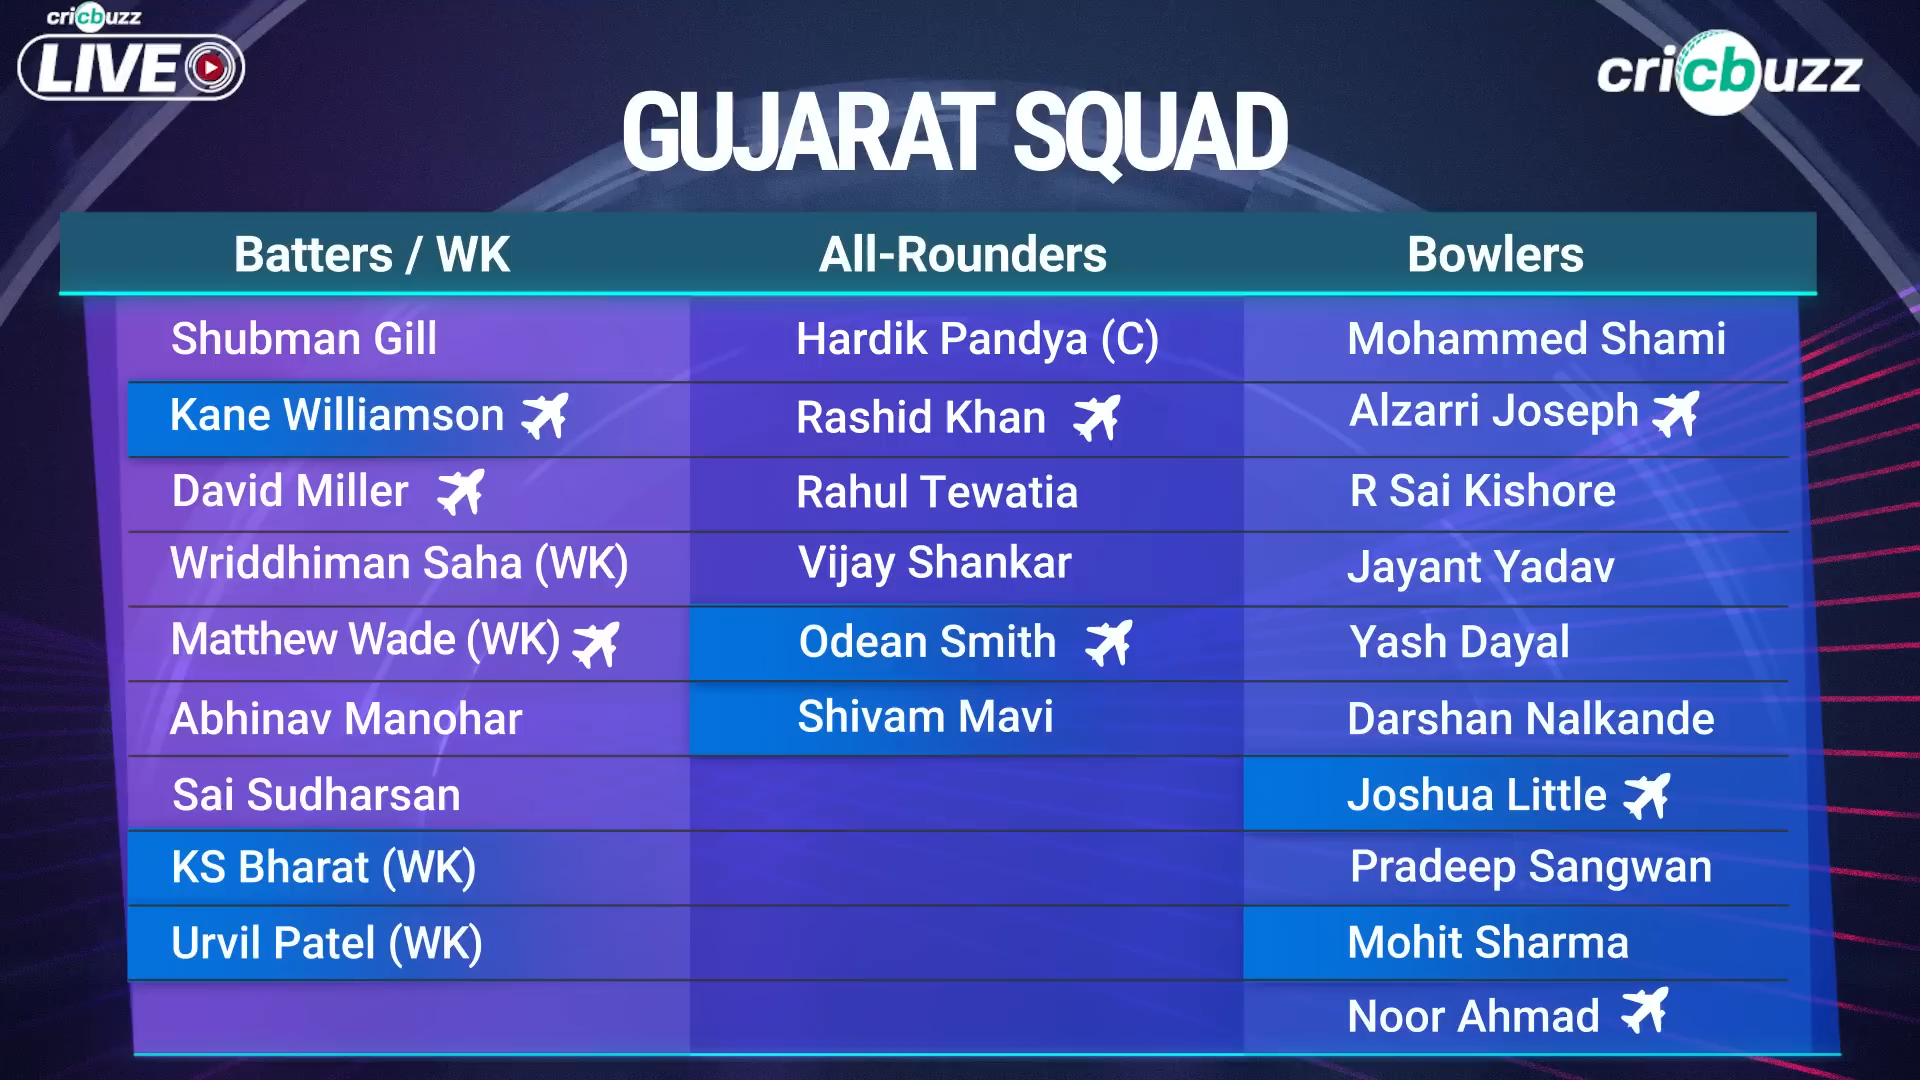 cricbuzz
LIVE
cricbuzz
GUJARAT SQUAD
Batters / WK All-Rounders Bowlers
Shubman Gill Hardik Pandya (C) Mohammed Shami
Kane Williamson Rashid Khan Alzarri Joseph
David Miller Rahul Tewatia R Sai Kishore
Wriddhiman Saha (WK) Vijay Shankar Jayant Yadav
Matthew Wade (WK) Odean Smith Yash Dayal
Abhinav Manohar Shivam Mavi Darshan Nalkande
Sai Sudharsan Joshua Little
KS Bharat (WK) Pradeep Sangwan
Urvil Patel (WK) Mohit Sharma
Noor Ahmad